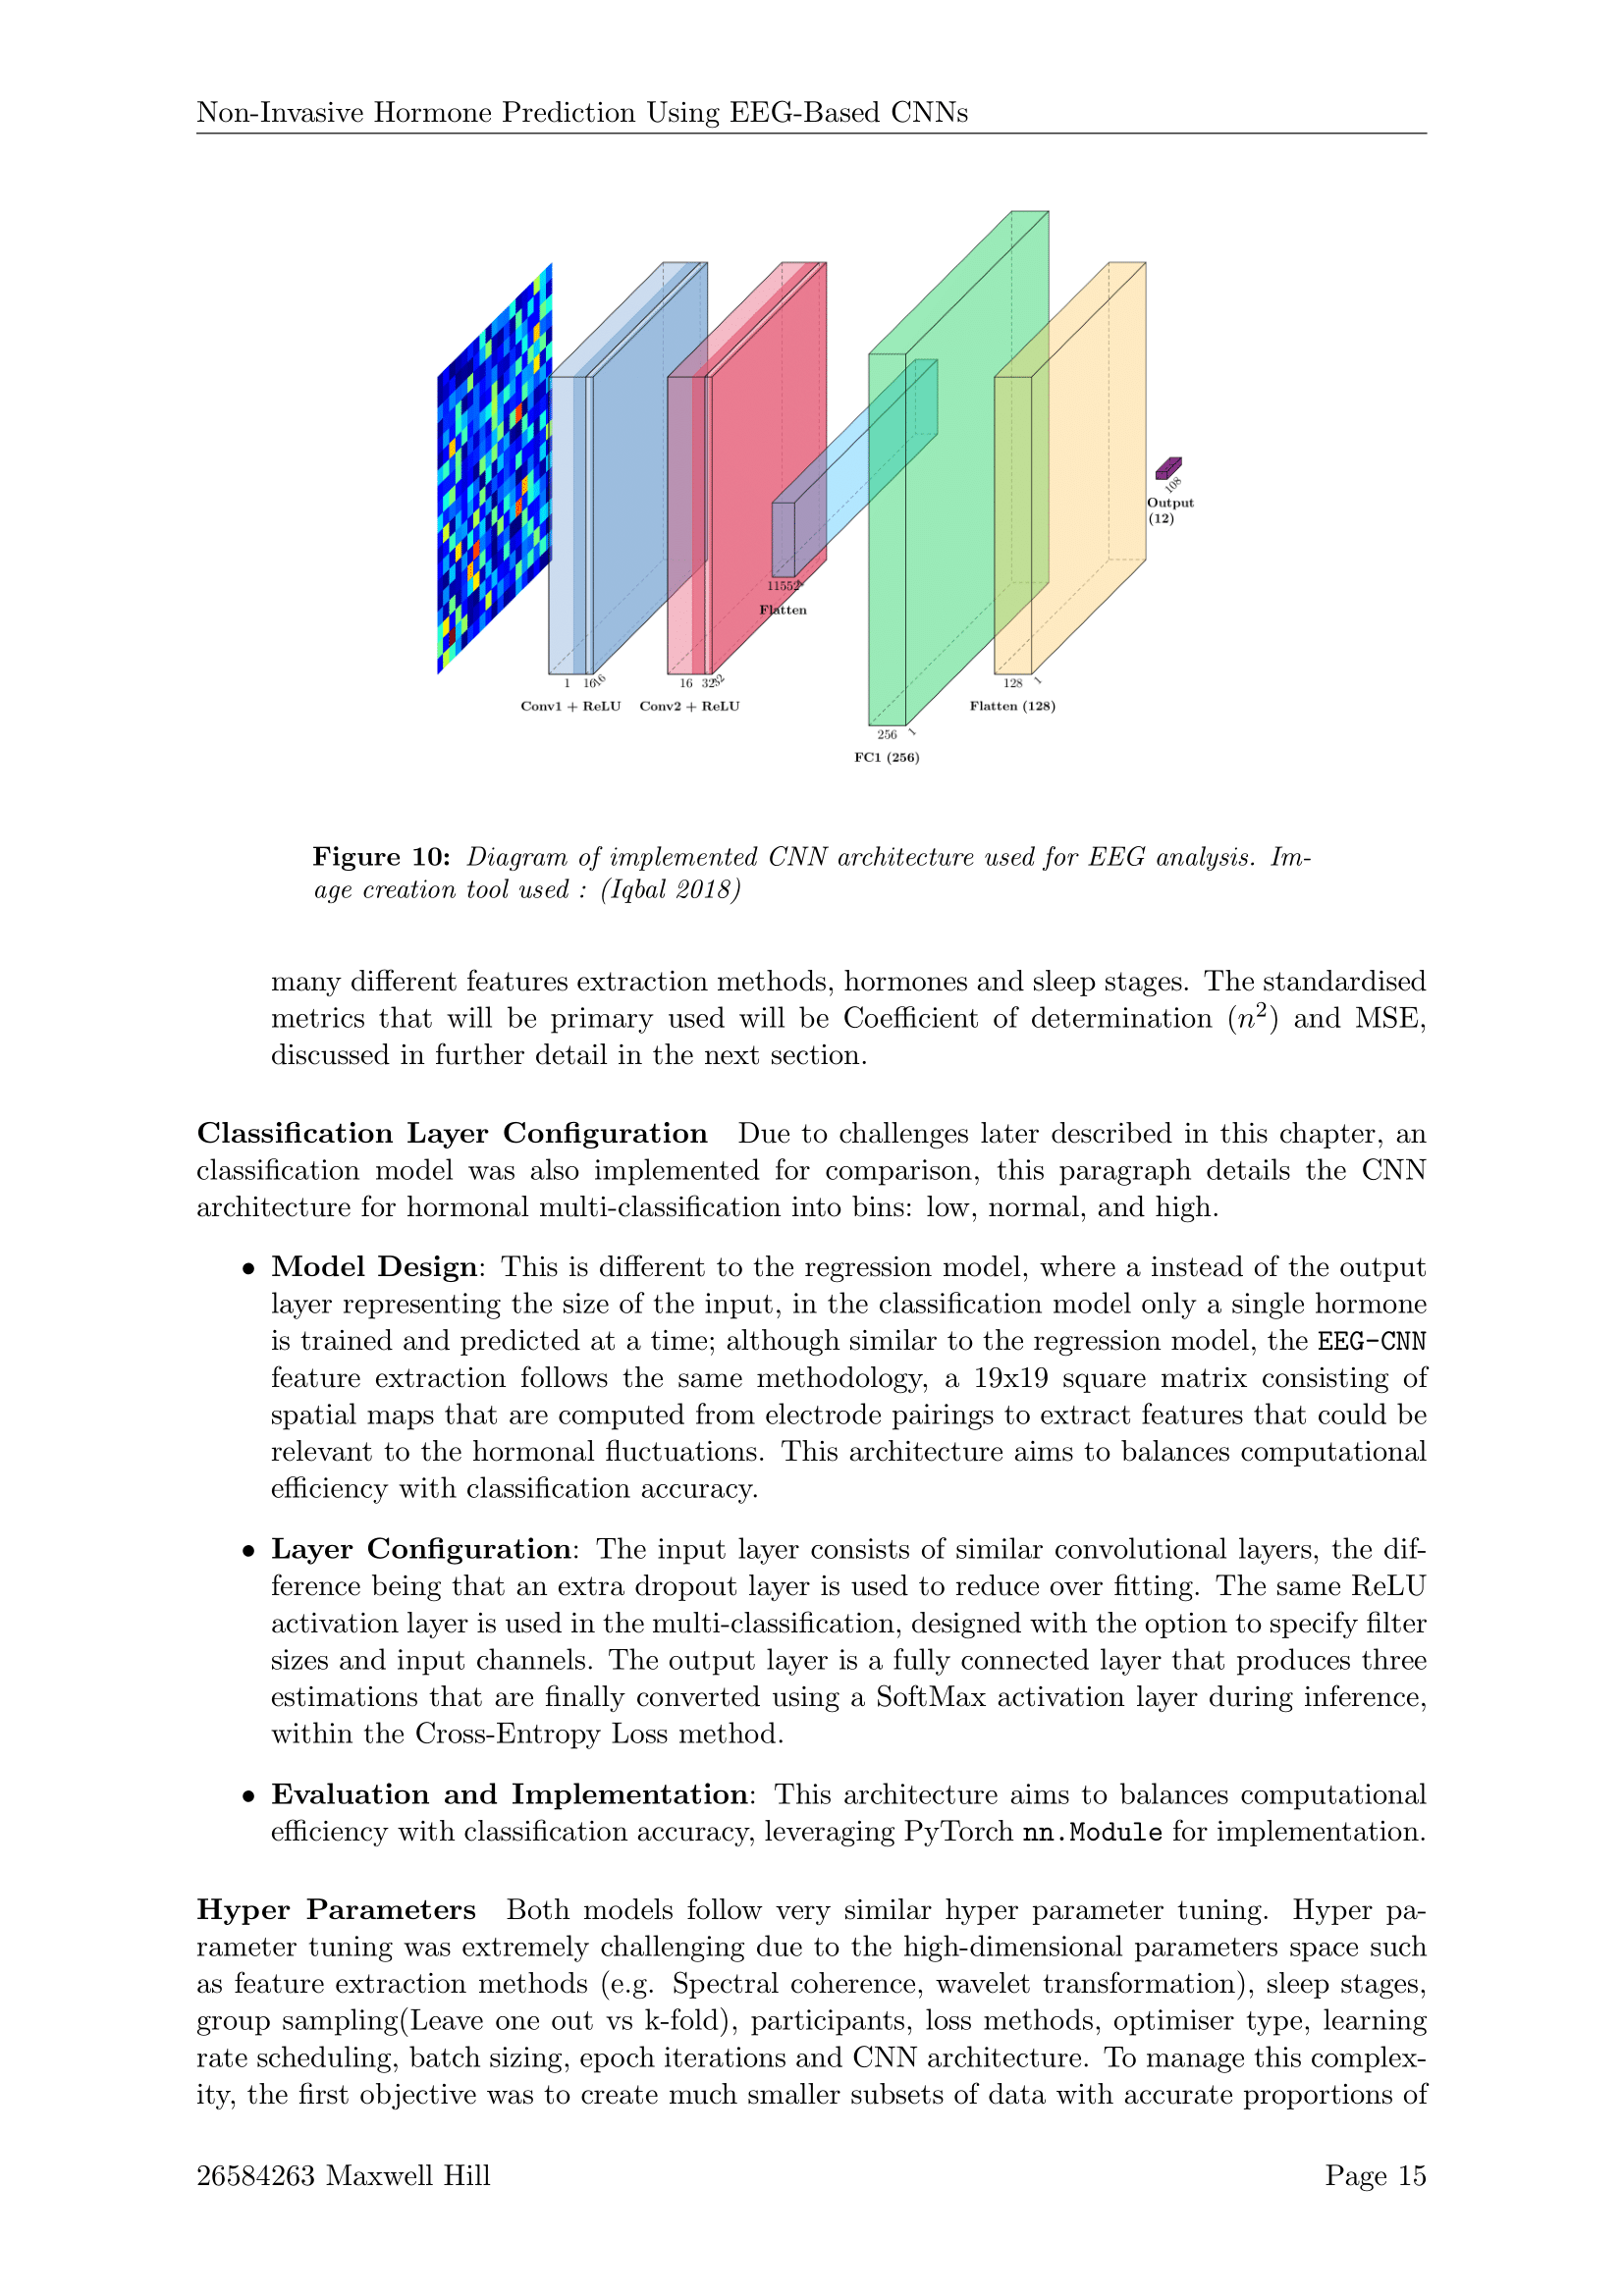 Non-Invasive Hormone Prediction Using EEG-Based CNNs
108
Output
(12)
11552
Flatten
1 16 16
16 32 32
128 1
Conv1 + ReLU Conv2 + ReLU
Flatten (128)
256 1
FC1 (256)
Figure 10: Diagram of implemented CNN architecture used for EEG analysis. Im-
age creation tool used : (Iqbal 2018)
many different features extraction methods, hormones and sleep stages. The standardised
metrics that will be primary used will be Coefficient of determination (n²) and MSE,
discussed in further detail in the next section.
Classification Layer Configuration Due to challenges later described in this chapter, an
classification model was also implemented for comparison, this paragraph details the CNN
architecture for hormonal multi-classification into bins: low, normal, and high.
• Model Design: This is different to the regression model, where a instead of the output
layer representing the size of the input, in the classification model only a single hormone
is trained and predicted at a time; although similar to the regression model, the EEG-CNN
feature extraction follows the same methodology, a 19x19 square matrix consisting of
spatial maps that are computed from electrode pairings to extract features that could be
relevant to the hormonal fluctuations. This architecture aims to balances computational
efficiency with classification accuracy.
• Layer Configuration: The input layer consists of similar convolutional layers, the dif-
ference being that an extra dropout layer is used to reduce over fitting. The same ReLU
activation layer is used in the multi-classification, designed with the option to specify filter
sizes and input channels. The output layer is a fully connected layer that produces three
estimations that are finally converted using a SoftMax activation layer during inference,
within the Cross-Entropy Loss method.
• Evaluation and Implementation: This architecture aims to balances computational
efficiency with classification accuracy, leveraging PyTorch nn.Module for implementation.
Hyper Parameters Both models follow very similar hyper parameter tuning. Hyper pa-
rameter tuning was extremely challenging due to the high-dimensional parameters space such
as feature extraction methods (e.g. Spectral coherence, wavelet transformation), sleep stages,
group sampling(Leave one out vs k-fold), participants, loss methods, optimiser type, learning
rate scheduling, batch sizing, epoch iterations and CNN architecture. To manage this complex-
ity, the first objective was to create much smaller subsets of data with accurate proportions of
26584263 Maxwell Hill Page 15